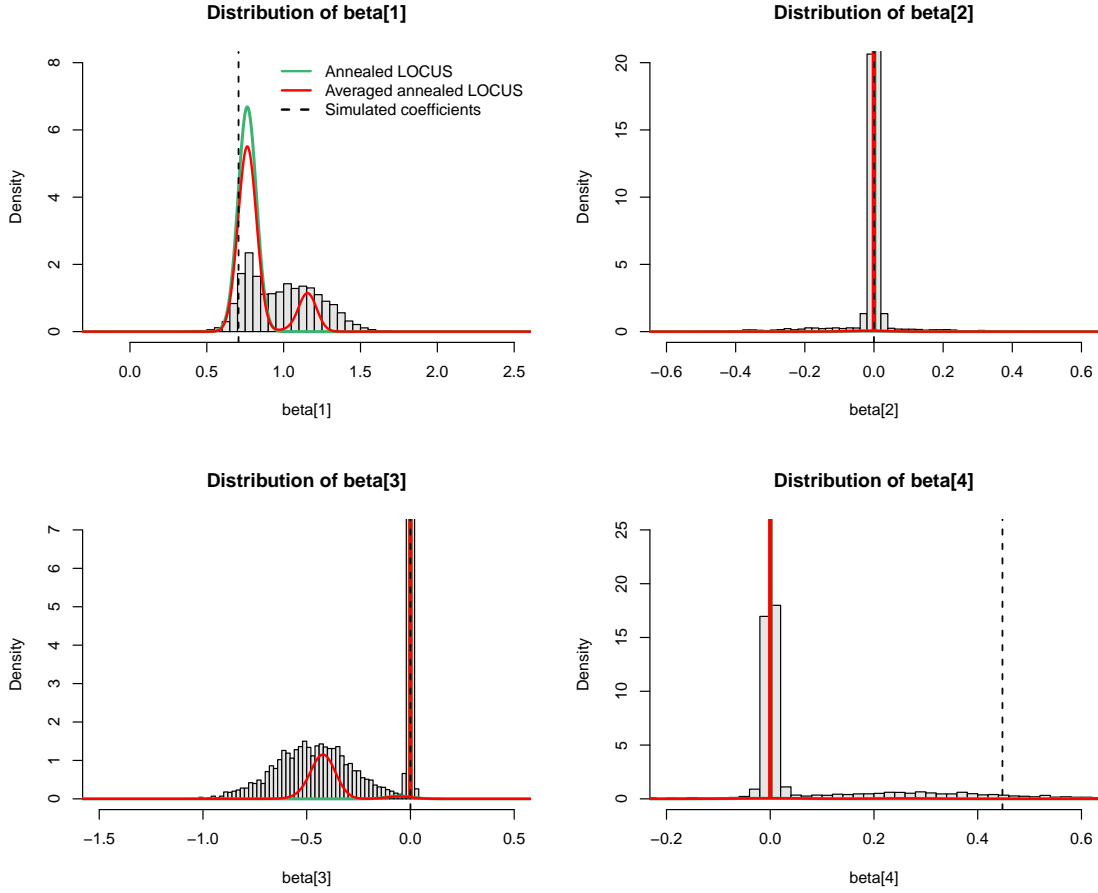 Distribution of beta[1]
Density
0 2 4 6 8
Annealed LOCUS
Averaged annealed LOCUS
Simulated coefficients
0.0 0.5 1.0 1.5 2.0 2.5
beta[1]
Distribution of beta[2]
Density
0 5 10 15 20
−0.6 −0.4 −0.2 0.0 0.2 0.4 0.6
beta[2]
Distribution of beta[3]
Density
0 1 2 3 4 5 6 7
−1.5 −1.0 −0.5 0.0 0.5
beta[3]
Distribution of beta[4]
Density
0 5 10 15 20 25
−0.2 0.0 0.2 0.4 0.6
beta[4]